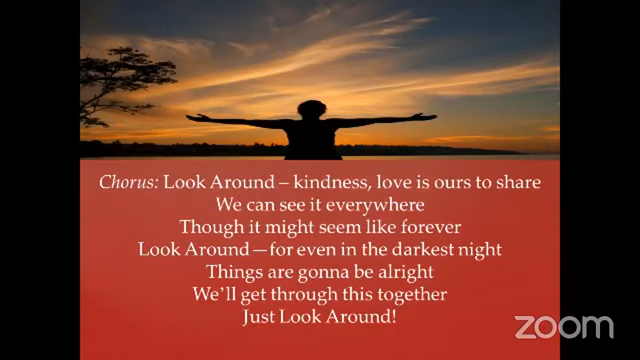 Chorus: Look Around – kindness, love is ours to share
We can see it everywhere
Though it might seem like forever
Look Around—for even in the darkest night
Things are gonna be alright
We'll get through this together
Just Look Around!
zoom